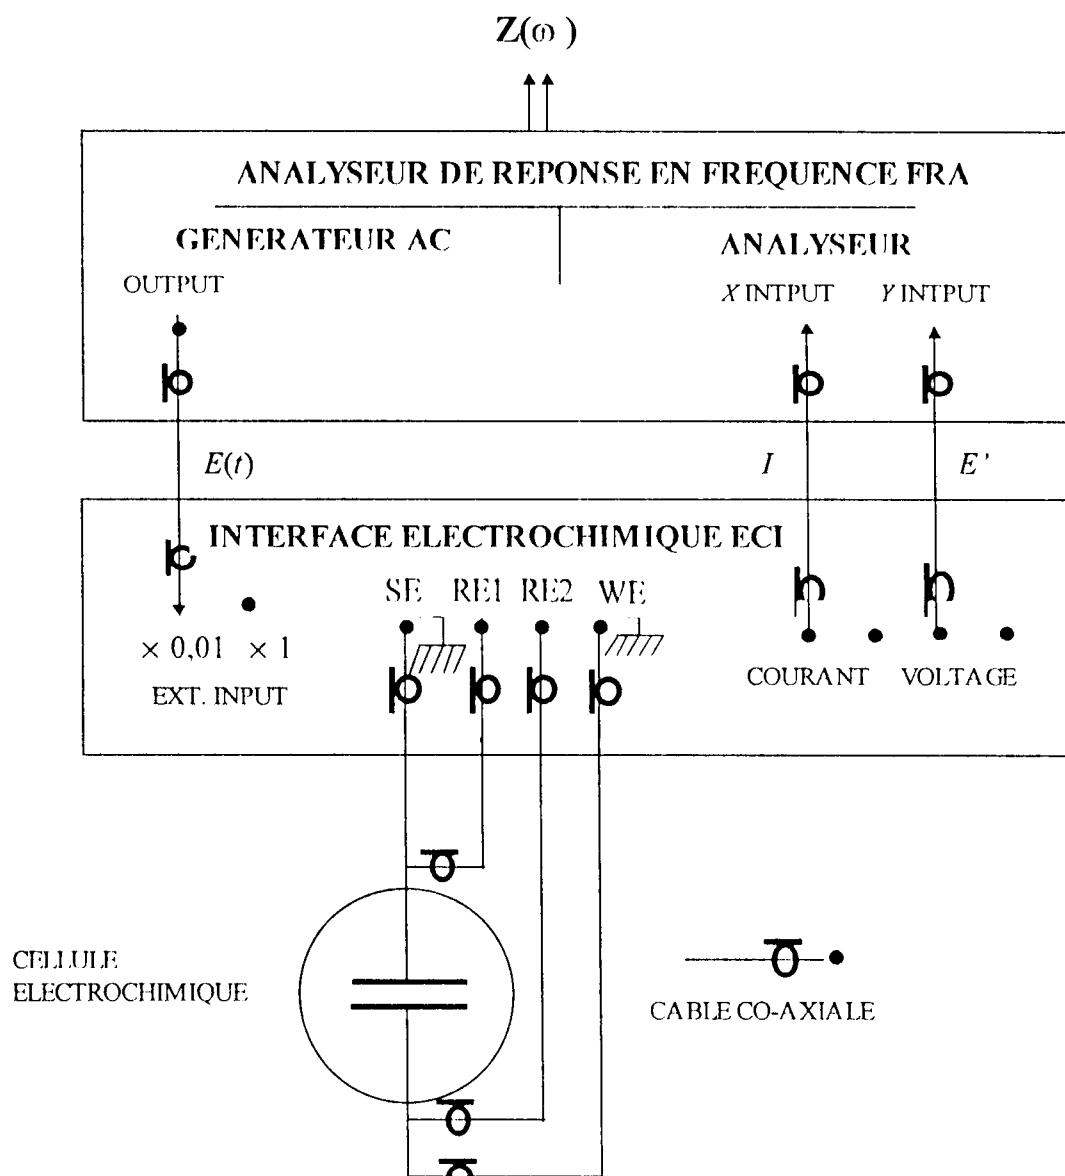 Z(ω)
ANALYSEUR DE REPONSE EN FREQUENCE FRA
GENERATEUR AC
ANALYSEUR
OUTPUT
X INTPUT
Y INTPUT
E(t)
I
E'
INTERFACE ELECTROCHIMIQUE ECI
SE RE1 RE2 WE
× 0,01 × 1
EXT. INPUT
COURANT
VOLTAGE
CELLULE
ELECTROCHIMIQUE
CABLE CO-AXIALE